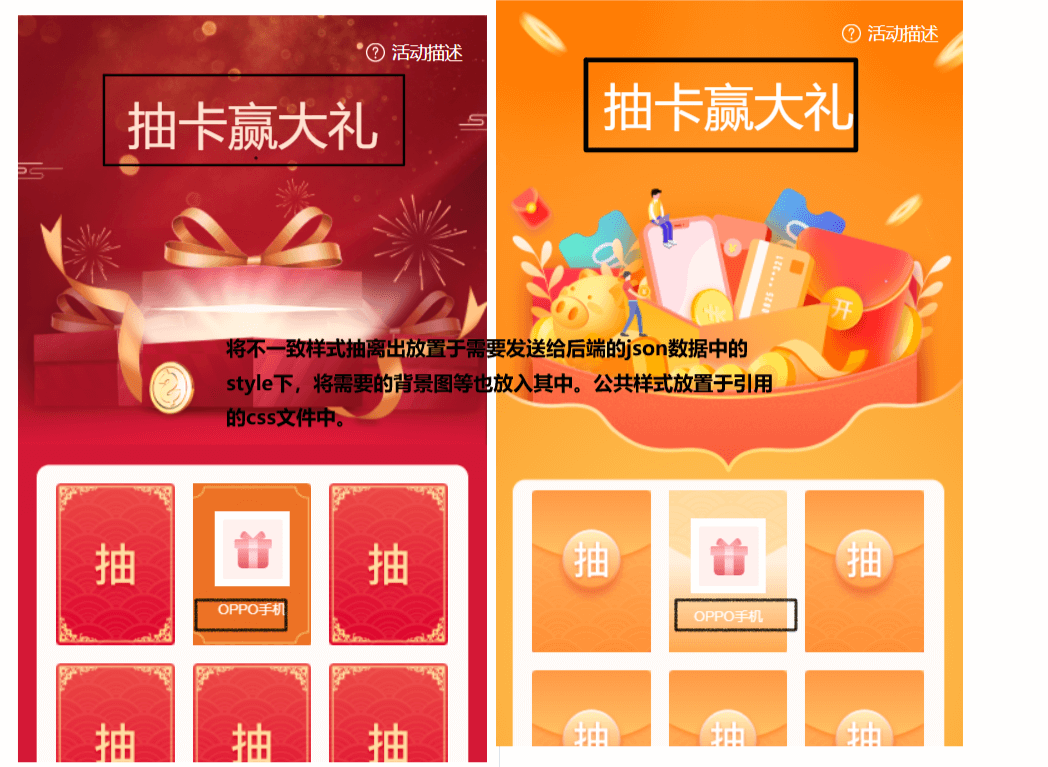 ? 活动描述
抽卡赢大礼
? 活动描述
抽卡赢大礼
开
将不一致样式抽离出放置于需要发送给后端的json数据中的
style下，将需要的背景图等也放入其中。公共样式放置于引用
的css文件中。
抽
抽
OPPO手机
抽
抽
OPPO手机
抽
抽
抽
抽
抽
抽